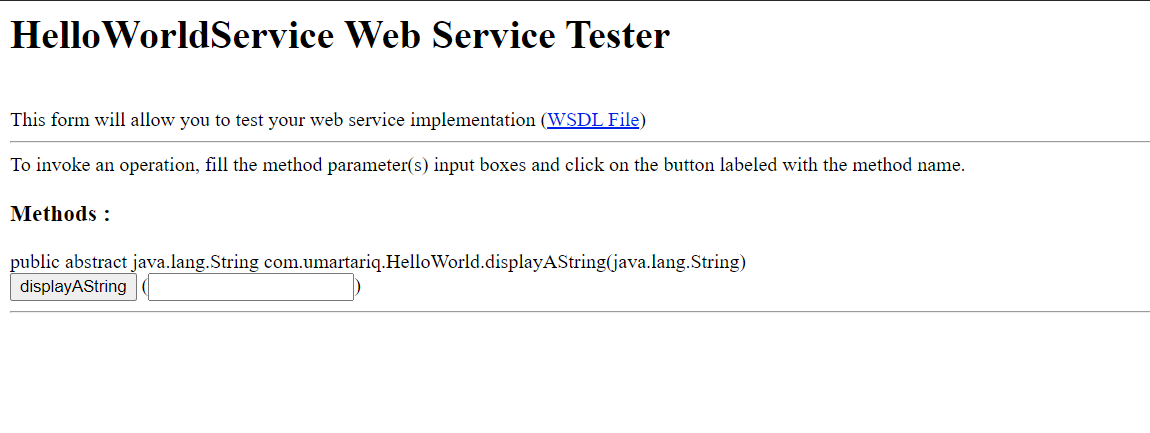 HelloWorldService Web Service Tester
This form will allow you to test your web service implementation (WSDL File)
To invoke an operation, fill the method parameter(s) input boxes and click on the button labeled with the method name.
Methods :
public abstract java.lang.String com.umartariq.HelloWorld.displayAString(java.lang.String)
displayAString ( )